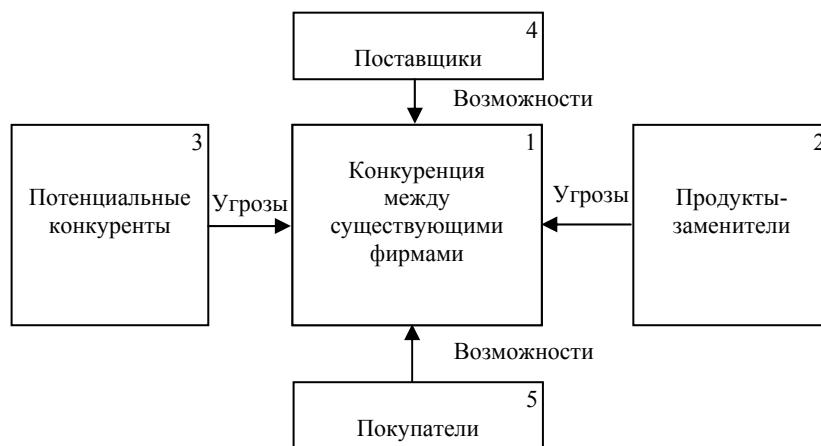 4
Поставщики
Возможности
3
Потенциальные
конкуренты
Угрозы
1
Конкуренция
между
существующими
фирмами
Угрозы
2
Продукты-
заменители
Возможности
5
Покупатели